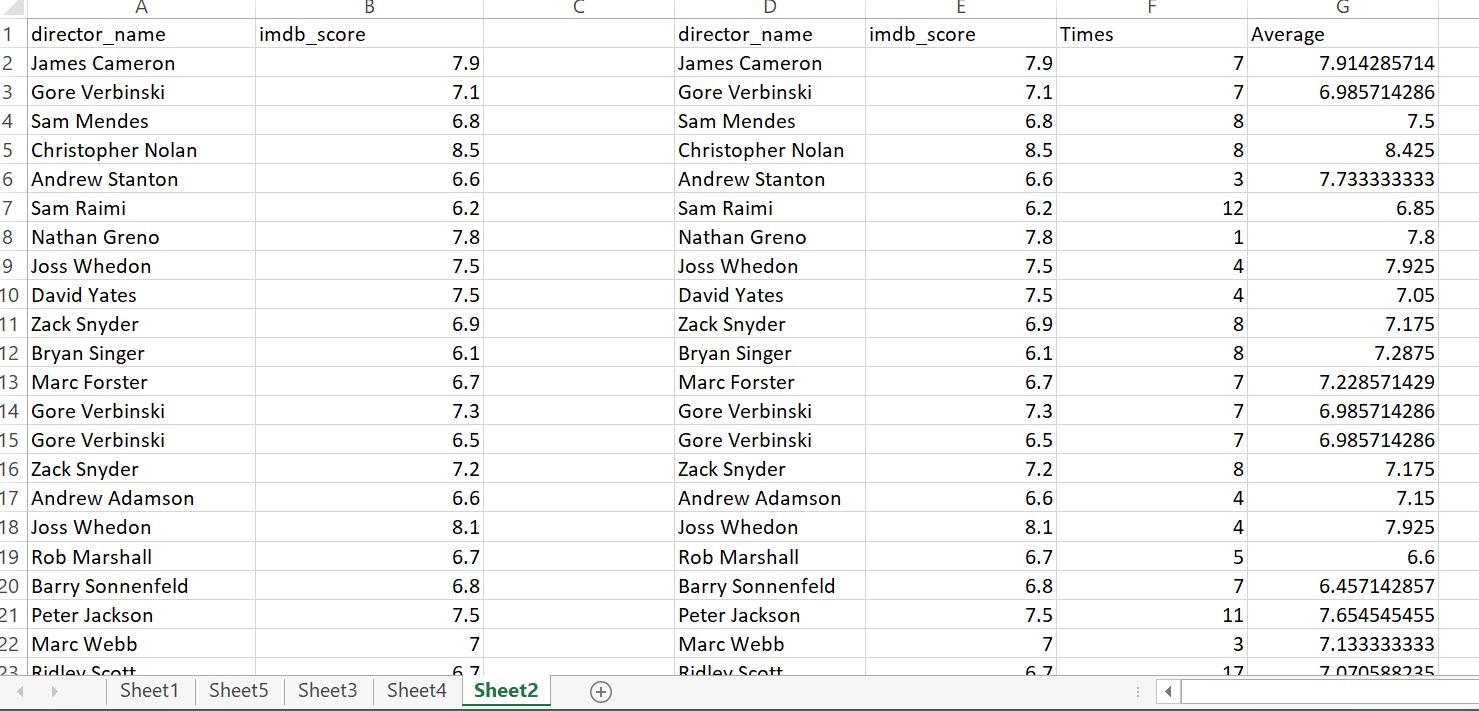 A B C D E F G
1 director_name imdb_score director_name imdb_score Times Average
2 James Cameron 7.9 James Cameron 7.9 7 7.914285714
3 Gore Verbinski 7.1 Gore Verbinski 7.1 7 6.985714286
4 Sam Mendes 6.8 Sam Mendes 6.8 8 7.5
5 Christopher Nolan 8.5 Christopher Nolan 8.5 8 8.425
6 Andrew Stanton 6.6 Andrew Stanton 6.6 3 7.733333333
7 Sam Raimi 6.2 Sam Raimi 6.2 12 6.85
8 Nathan Greno 7.8 Nathan Greno 7.8 1 7.8
9 Joss Whedon 7.5 Joss Whedon 7.5 4 7.925
10 David Yates 7.5 David Yates 7.5 4 7.05
11 Zack Snyder 6.9 Zack Snyder 6.9 8 7.175
12 Bryan Singer 6.1 Bryan Singer 6.1 8 7.2875
13 Marc Forster 6.7 Marc Forster 6.7 7 7.228571429
14 Gore Verbinski 7.3 Gore Verbinski 7.3 7 6.985714286
15 Gore Verbinski 6.5 Gore Verbinski 6.5 7 6.985714286
16 Zack Snyder 7.2 Zack Snyder 7.2 8 7.175
17 Andrew Adamson 6.6 Andrew Adamson 6.6 4 7.15
18 Joss Whedon 8.1 Joss Whedon 8.1 4 7.925
19 Rob Marshall 6.7 Rob Marshall 6.7 5 6.6
20 Barry Sonnenfeld 6.8 Barry Sonnenfeld 6.8 7 6.457142857
21 Peter Jackson 7.5 Peter Jackson 7.5 11 7.654545455
22 Marc Webb 7 Marc Webb 7 3 7.133333333
23 Ridley Scott 6.7 Ridley Scott 6.7 17 7.070588235
Sheet1 Sheet5 Sheet3 Sheet4 Sheet2